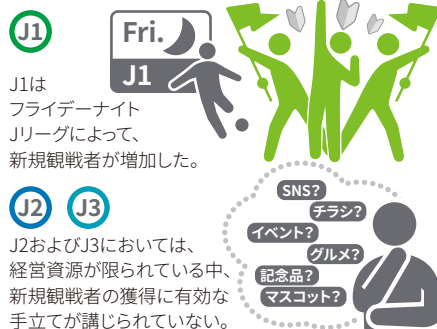 J1
Fri.
J1
J1は
フライデーナイト
Jリーグによって、
新規観戦者が増加した。
J2 J3
J2およびJ3においては、
経営資源が限られている中、
新規観戦者の獲得に有効な
手立てが講じられていない。
SNS?
チラシ?
イベント?
グルメ?
記念品?
マスコット?